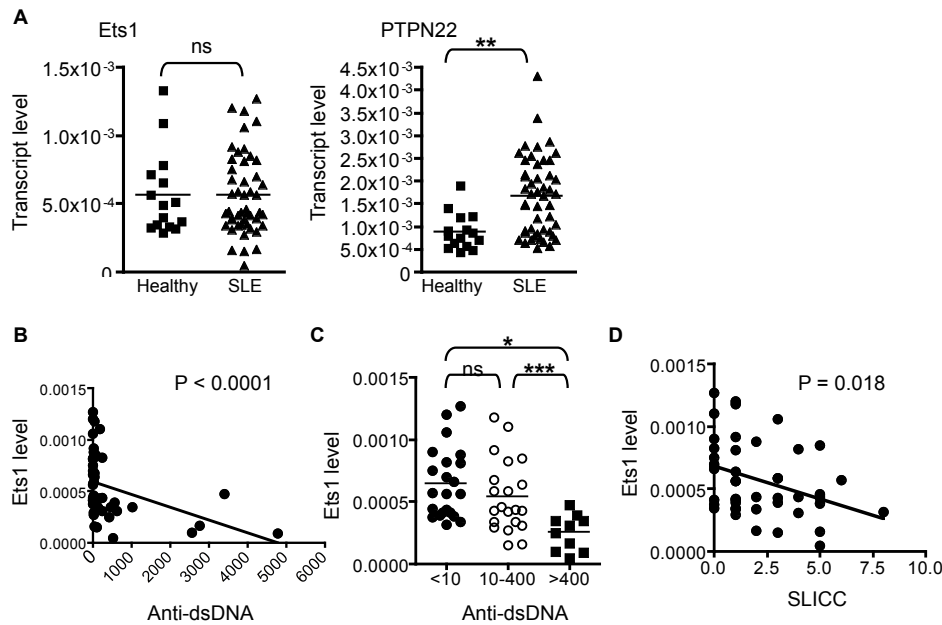 A
Ets1
PTPN22
ns
**
Transcript level
1.5x10-3
1.0x10-3
5.0x10-4
0
Healthy
SLE
Transcript level
4.5x10-3
4.0x10-3
3.5x10-3
3.0x10-3
2.5x10-3
2.0x10-3
1.5x10-3
1.0x10-3
5.0x10-4
0
Healthy
SLE
B
P < 0.0001
Ets1 level
0.0015
0.0010
0.0005
0.0000
0
1000
2000
3000
4000
5000
6000
Anti-dsDNA
C
*
ns
***
Ets1 level
0.0015
0.0010
0.0005
0.0000
<10
10-400
>400
Anti-dsDNA
D
P = 0.018
Ets1 level
0.0015
0.0010
0.0005
0.0000
0.0
2.5
5.0
7.5
10.0
SLICC